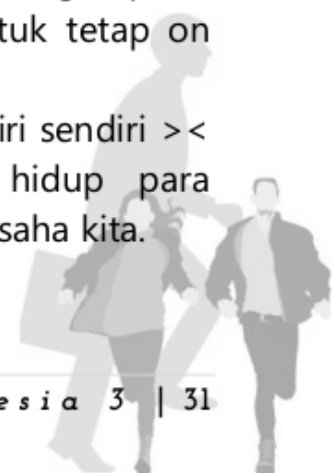 tuk tetap on
iri sendiri ><
hidup para
saha kita.
esia 3 | 31